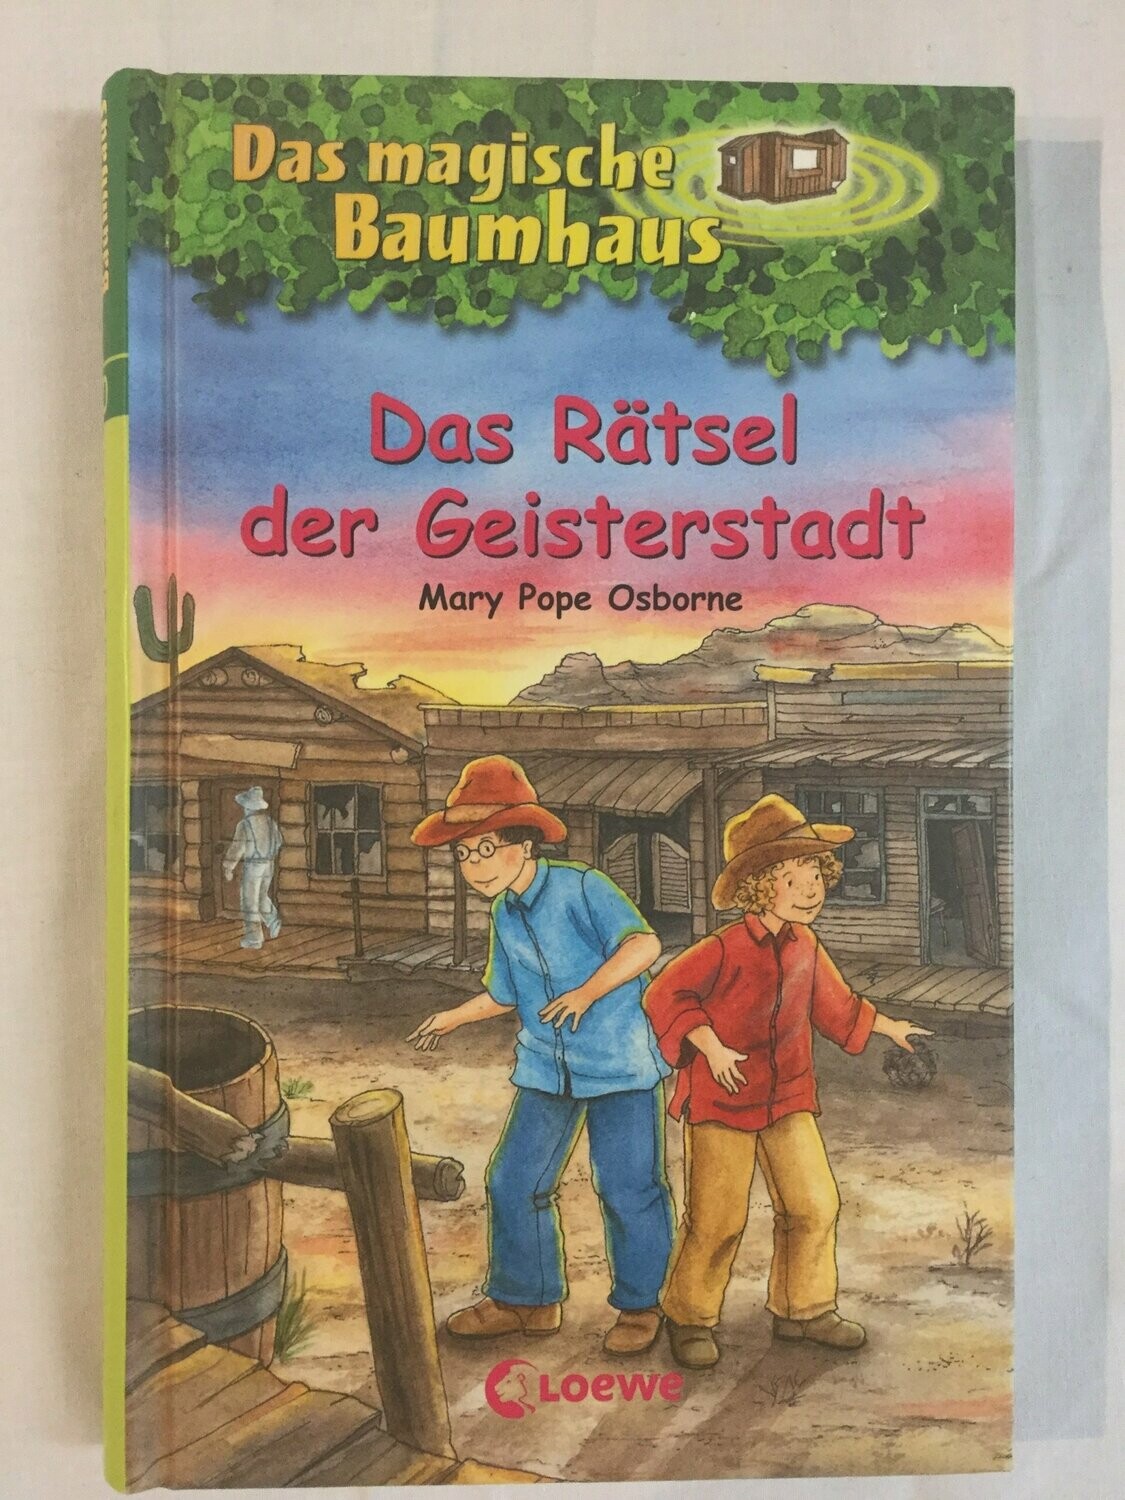 Das magische
Baumhaus
Das Rätsel
der Geisterstadt
Mary Pope Osborne
Loewe